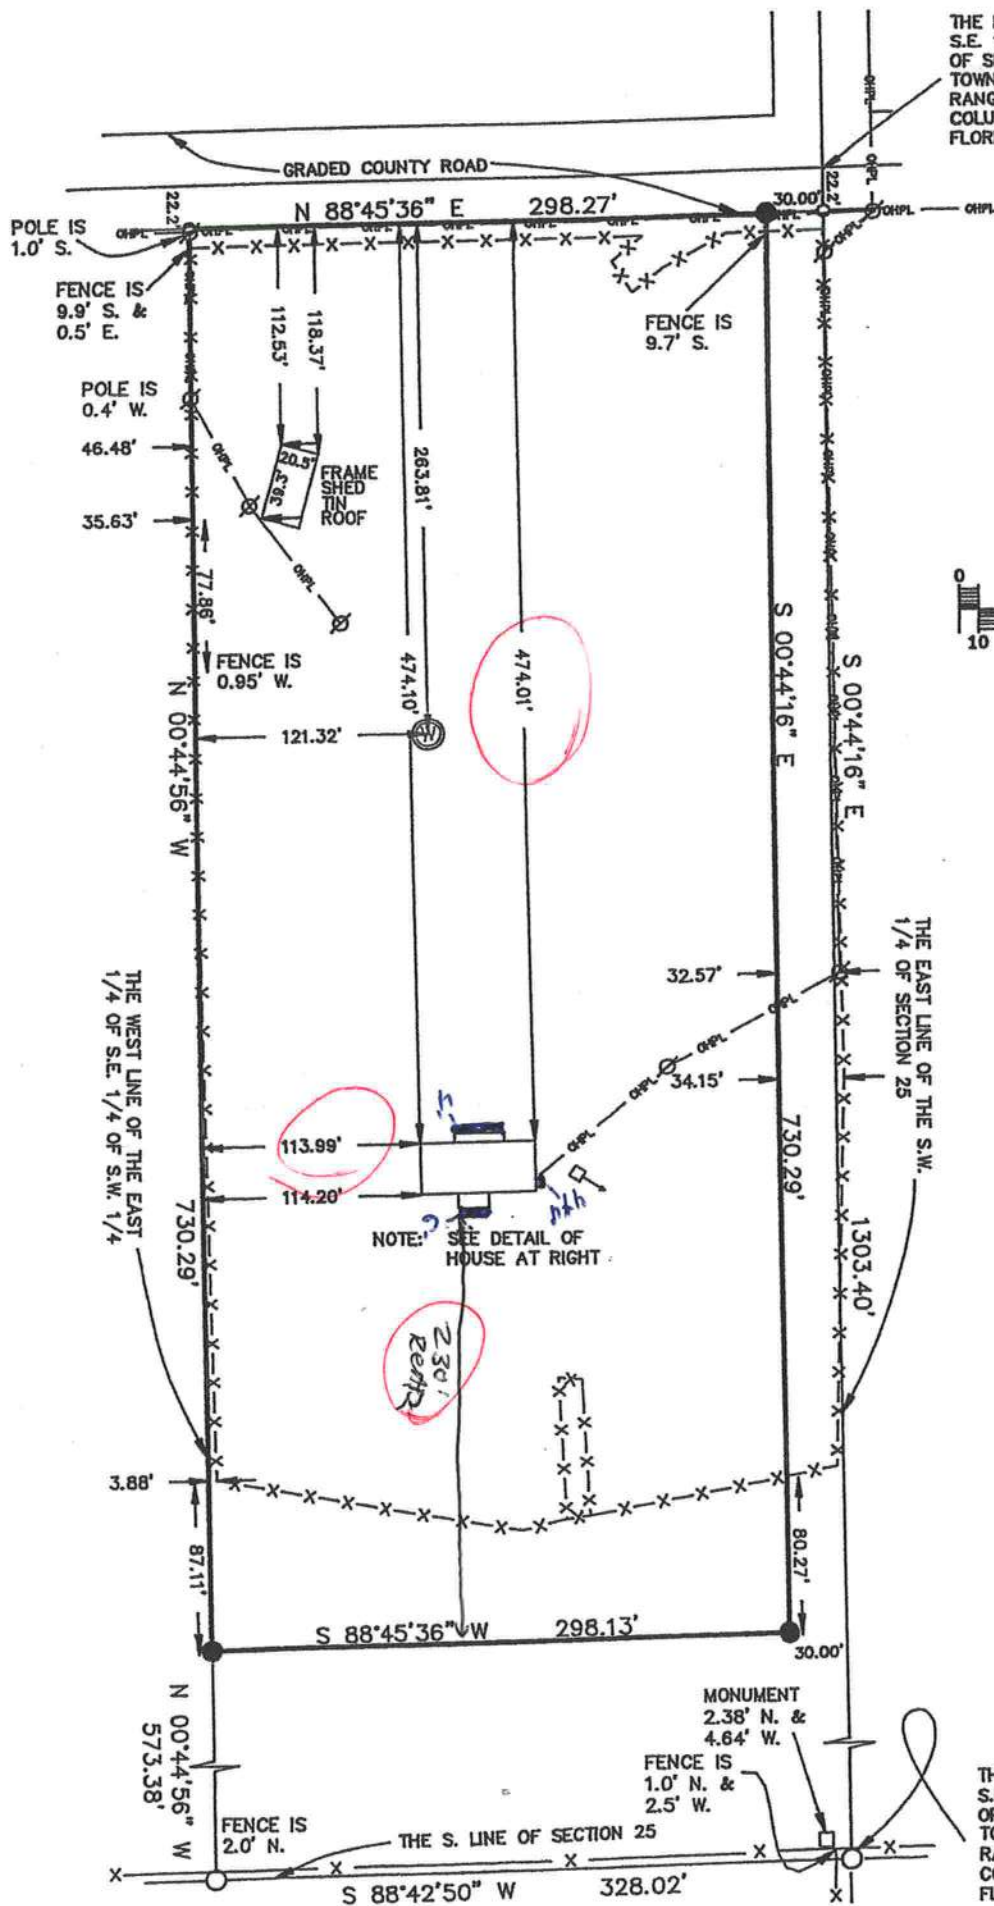 THE
S.E.
OF S
TOWN
RANG
COLU
FLOR
GRADED COUNTY ROAD
22.2'
N 88°45'36" E 298.27'
30.00'
22.2'
OHPL
POLE IS
1.0' S.
FENCE IS
9.9' S. &
0.5' E.
FENCE IS
9.7' S.
112.53'
118.37'
POLE IS
0.4' W.
46.48'
35.63'
20.5'
39.3'
FRAME
SHED
TIN
ROOF
OHPL
OHPL
77.86'
FENCE IS
0.95' W.
263.81'
474.10'
474.01'
S 00°44'16" E
S 00°44'16" E
0
10
121.32'
W
N 00°44'56" W
THE WEST LINE OF THE EAST
1/4 OF S.E. 1/4 OF S.W. 1/4
THE EAST LINE OF THE S.W.
1/4 OF SECTION 25
32.57'
OHPL
OHPL
34.15'
OHPL
113.99'
114.20'
730.29'
730.29'
1303.40'
NOTE: SEE DETAIL OF
HOUSE AT RIGHT
230'
Rear
3.88'
87.11'
80.27'
S 88°45'36" W 298.13'
30.00'
N 00°44'56" W
573.38'
MONUMENT
2.38' N. &
4.64' W.
FENCE IS
1.0' N. &
2.5' W.
FENCE IS
2.0' N.
THE S. LINE OF SECTION 25
S 88°42'50" W 328.02'
TH
S.
OF
TO
RA
CO
FL